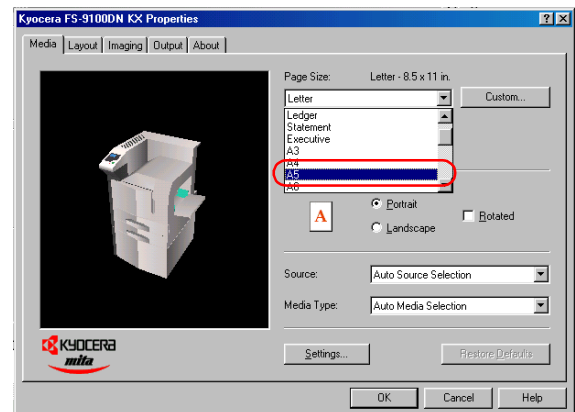 Kyocera FS-9100DN KX Properties
Media Layout Imaging Output About
Page Size: Letter - 8.5 x 11 in.
Letter Custom...
Ledger
Statement
Executive
A3
A4
A5
A6
A Portrait
Rotated
Landscape
Source: Auto Source Selection
Media Type: Auto Media Selection
KYOCERA
mita
Settings... Restore Defaults
OK Cancel Help